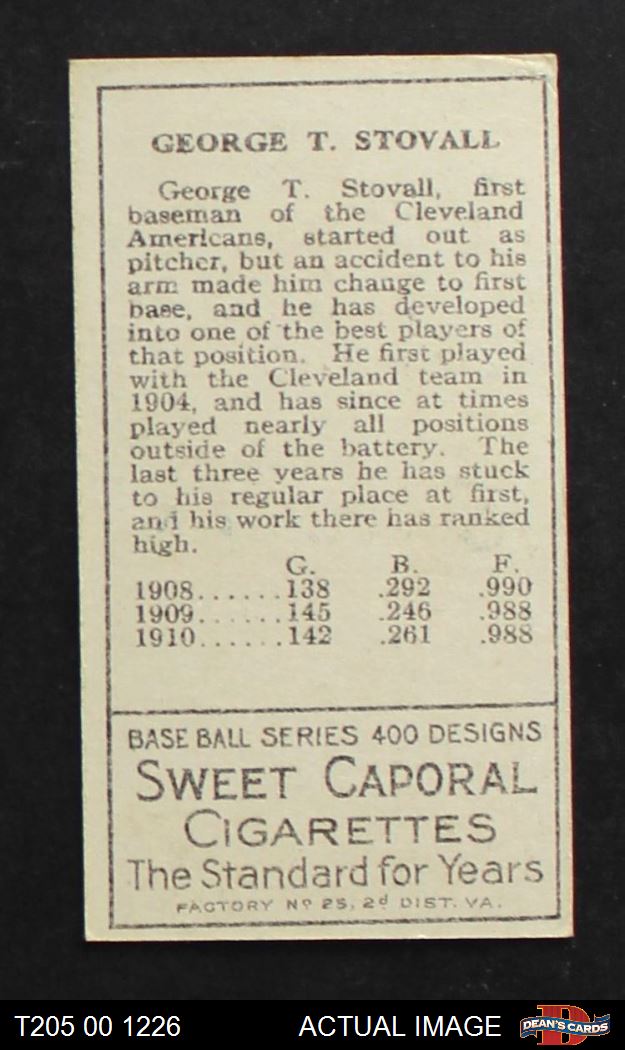 GEORGE T. STOVALL
George T. Stovall, first
baseman of the Cleveland
Americans, started out as
pitcher, but an accident to his
arm made him change to first
base, and he has developed
into one of the best players of
that position. He first played
with the Cleveland team in
1904, and has since at times
played nearly all positions
outside of the battery. The
last three years he has stuck
to his regular place at first,
and his work there has ranked
high.
G. B. F.
1908......138 .292 .990
1909......145 .246 .988
1910......142 .261 .988
BASE BALL SERIES 400 DESIGNS
SWEET CAPORAL
CIGARETTES
The Standard for Years
FACTORY Nº 25, 2d DIST. VA.
T205 00 1226 ACTUAL IMAGE D DEAN'S CARDS